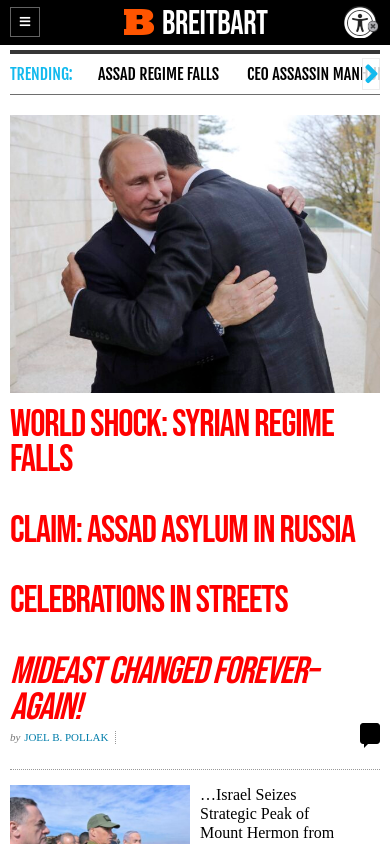 BREITBART
TRENDING:
ASSAD REGIME FALLS
CEO ASSASSIN
WORLD SHOCK: SYRIAN REGIME
FALLS
CLAIM: ASSAD ASYLUM IN RUSSIA
CELEBRATIONS IN STREETS
MIDEAST CHANGED FOREVER–
AGAIN!
by JOEL B. POLLAK
…Israel Seizes
Strategic Peak of
Mount Hermon from